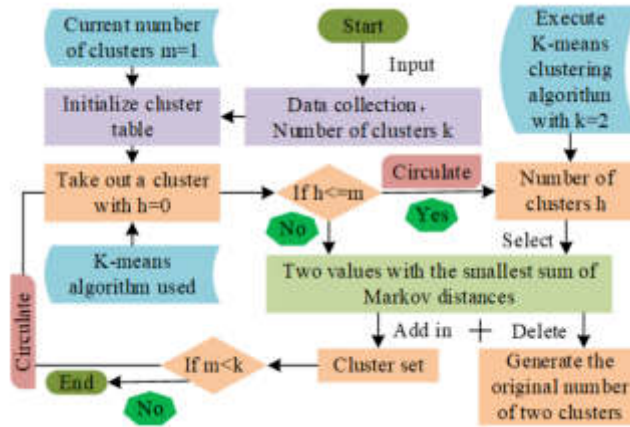 Current number
of clusters m=1
Start
Execute
K-means
clustering
algorithm
with k=2
Input
Initialize cluster
table
Data collection,
Number of clusters k
Take out a cluster
with h=0
If h<=m
Circulate
Yes
Number of
clusters h
No
Select
K-means
algorithm used
Two values with the smallest sum of
Markov distances
Circulate
Add in
+
Delete
If m<k
Cluster set
Generate the
original number
of two clusters
End
No